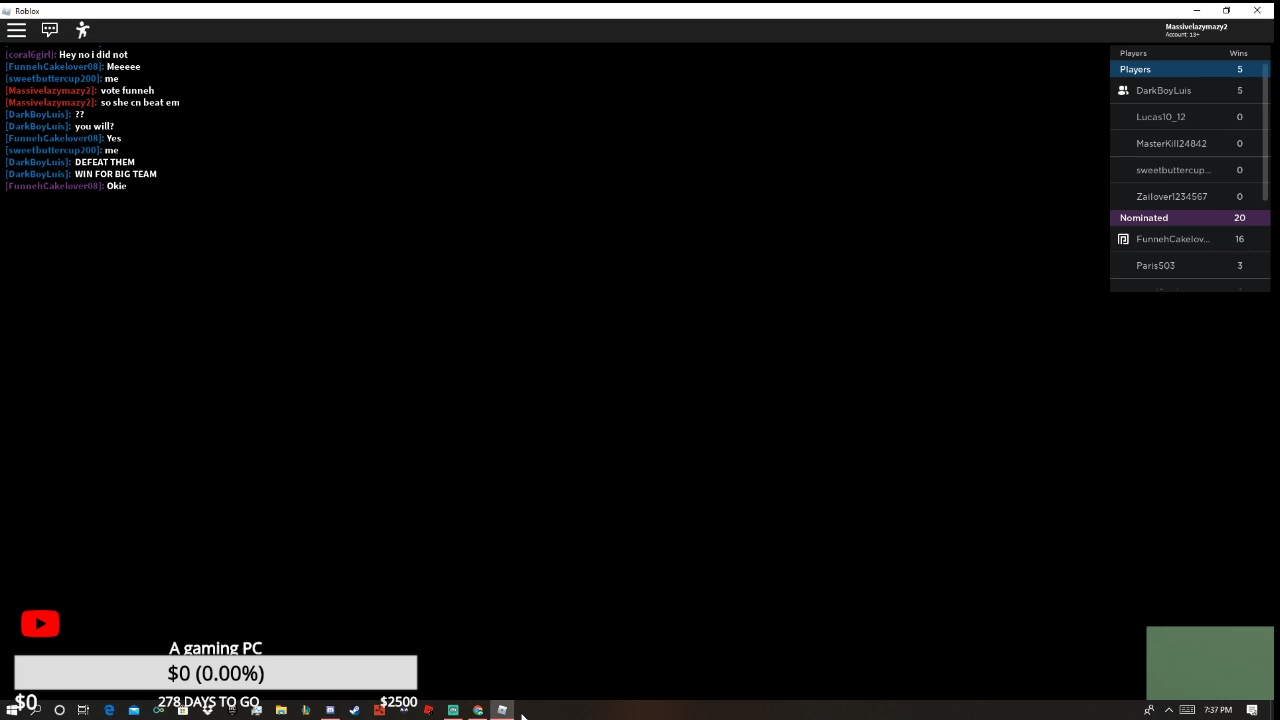 Roblox
Massivelazymazy2
Account: 13+
[coral6girl]: Hey no i did not
[FunnehCakelover08]: Meeeee
[sweetbuttercup200]: me
[Massivelazymazy2]: vote funneh
[Massivelazymazy2]: so she cn beat em
[DarkBoyLuis]: ??
[DarkBoyLuis]: you will?
[FunnehCakelover08]: Yes
[sweetbuttercup200]: me
[DarkBoyLuis]: DEFEAT THEM
[DarkBoyLuis]: WIN FOR BIG TEAM
[FunnehCakelover08]: Okie
Players Wins
Players 5
DarkBoyLuis 5
Lucas10_12 0
MasterKill24842 0
sweetbuttercup... 0
Zailover1234567 0
Nominated 20
FunnehCakelov... 16
Paris503 3
A gaming PC
$0 (0.00%)
$0 278 DAYS TO GO $2500
7:37 PM